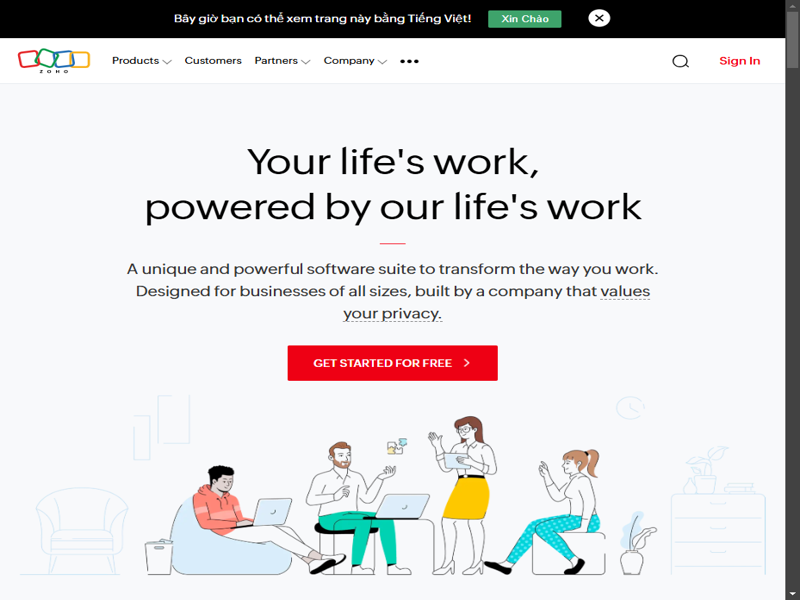 Bây giờ bạn có thể xem trang này bằng Tiếng Việt! Xin Chào
ZOHO Products Customers Partners Company Sign In
Your life's work,
powered by our life's work
A unique and powerful software suite to transform the way you work.
Designed for businesses of all sizes, built by a company that values
your privacy.
GET STARTED FOR FREE